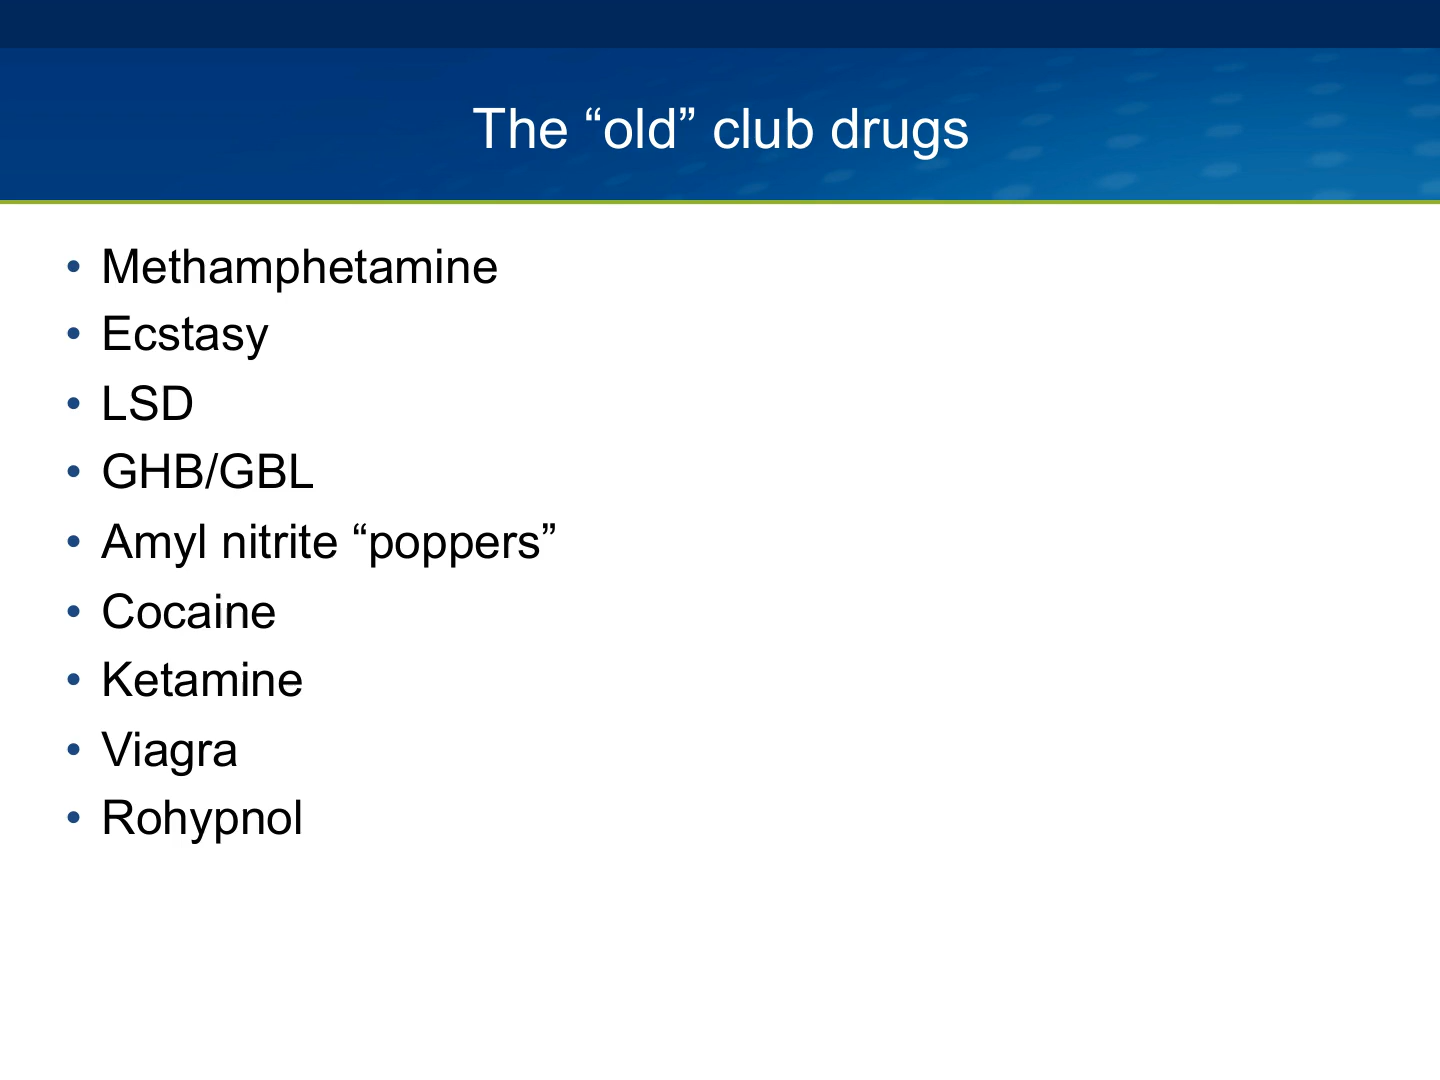 The “old” club drugs
• Methamphetamine
• Ecstasy
• LSD
• GHB/GBL
• Amyl nitrite “poppers”
• Cocaine
• Ketamine
• Viagra
• Rohypnol